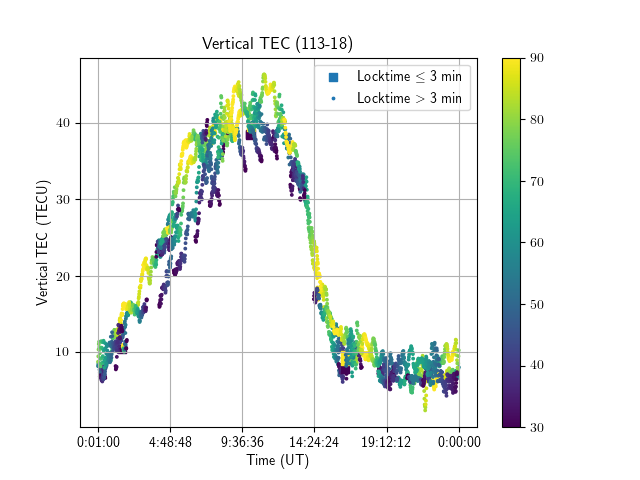 Vertical TEC (113-18)
Locktime ≤ 3 min
Locktime > 3 min
Vertical TEC (TECU)
40
30
20
10
0:01:00 4:48:48 9:36:36 14:24:24 19:12:12 0:00:00
Time (UT)
90
80
70
60
50
40
30